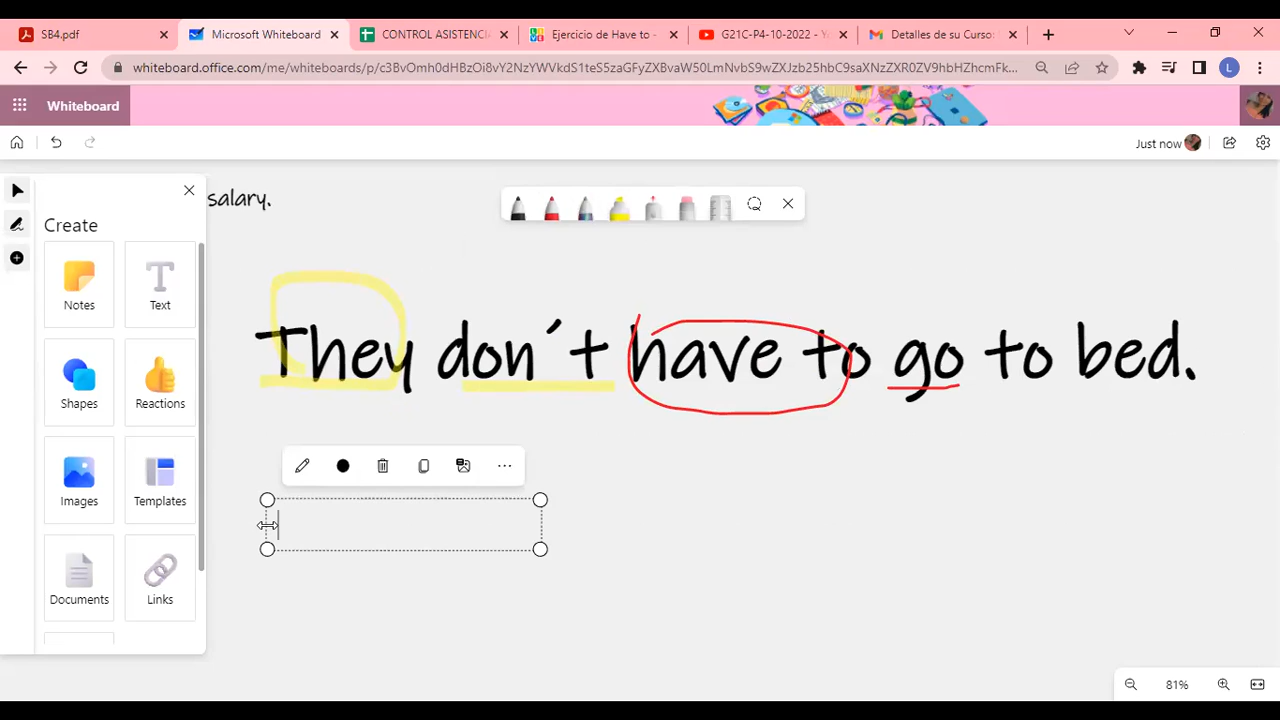 SB4.pdf
Microsoft Whiteboard
CONTROL ASISTENCI
Ejercicio de Have to -
G21C-P4-10-2022 - Yo
Detalles de su Curso:
L
whiteboard.office.com/me/whiteboards/p/c3BvOmh0dHBzOi8vY2NzYWVkdS1teS5zaGFyZXBvaW50LmNvbS9wZXJzb25hbC9saXNzZXR0ZV9hbHZhcmFk...
Whiteboard
Just now
salary.
Create
Notes
Text
Shapes
Reactions
Images
Templates
Documents
Links
They don´t have to go to bed.
81%